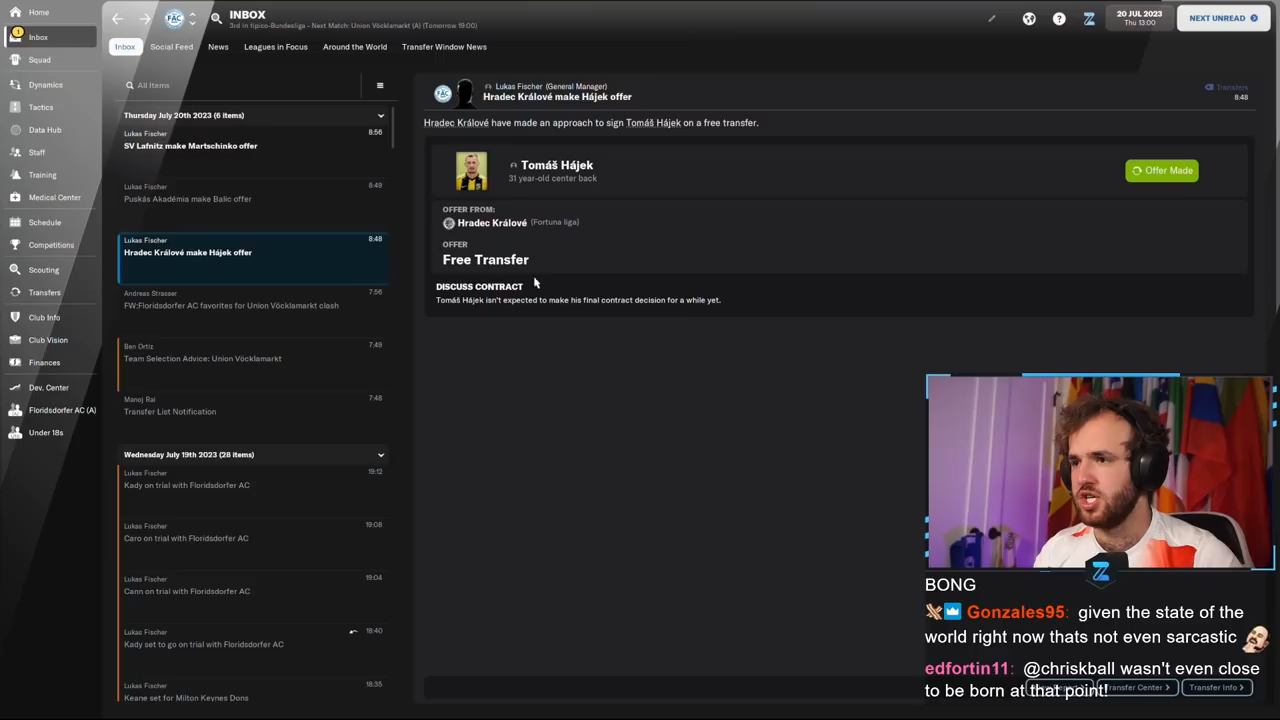 Home
Inbox
1
Squad
Dynamics
Tactics
Data Hub
Staff
Training
Medical Center
Schedule
Competitions
Scouting
Transfers
Club Info
Club Vision
Finances
Dev. Center
Floridsdorfer AC (A)
Under 18s
FAC
INBOX
3rd in tipico-Bundesliga - Next Match: Union Vöcklamarkt (A) (Tomorrow 19:00)
20 JUL 2023
Thu 13:00
NEXT UNREAD
Inbox
Social Feed
News
Leagues in Focus
Around the World
Transfer Window News
All Items
Thursday July 20th 2023 (6 items)
Lukas Fischer 8:56
SV Lafnitz make Martschinko offer
Lukas Fischer 8:49
Puskás Akadémia make Balic offer
Lukas Fischer 8:48
Hradec Králové make Hájek offer
Andreas Strasser 7:56
FW:Floridsdorfer AC favorites for Union Vöcklamarkt clash
Ben Ortiz 7:49
Team Selection Advice: Union Vöcklamarkt
Manoj Rai 7:48
Transfer List Notification
Wednesday July 19th 2023 (28 items)
Lukas Fischer 19:12
Kady on trial with Floridsdorfer AC
Lukas Fischer 19:08
Caro on trial with Floridsdorfer AC
Lukas Fischer 19:04
Cann on trial with Floridsdorfer AC
Lukas Fischer 18:40
Kady set to go on trial with Floridsdorfer AC
Lukas Fischer 18:35
Keane set for Milton Keynes Dons
FAC
Lukas Fischer (General Manager)
Hradec Králové make Hájek offer
Transfers
8:48
Hradec Králové have made an approach to sign Tomáš Hájek on a free transfer.
Tomáš Hájek
31 year-old center back
Offer Made
OFFER FROM:
Hradec Králové (Fortuna liga)
OFFER
Free Transfer
DISCUSS CONTRACT
Tomáš Hájek isn't expected to make his final contract decision for a while yet.
BONG
Gonzales95: given the state of the
world right now thats not even sarcastic
edfortin11: @chriskball wasn't even close
to be born at that point!
Transfer Center
Transfer Info